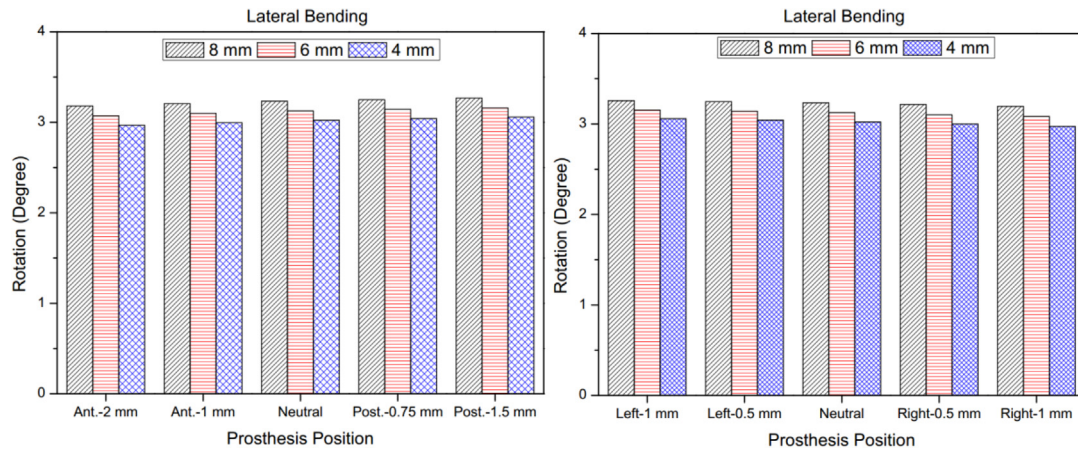 Lateral Bending
8 mm 6 mm 4 mm
4
3
2
1
0
Rotation (Degree)
Ant.-2 mm Ant.-1 mm Neutral Post.-0.75 mm Post.-1.5 mm
Prosthesis Position
Lateral Bending
8 mm 6 mm 4 mm
4
3
2
1
0
Rotation (Degree)
Left-1 mm Left-0.5 mm Neutral Right-0.5 mm Right-1 mm
Prosthesis Position